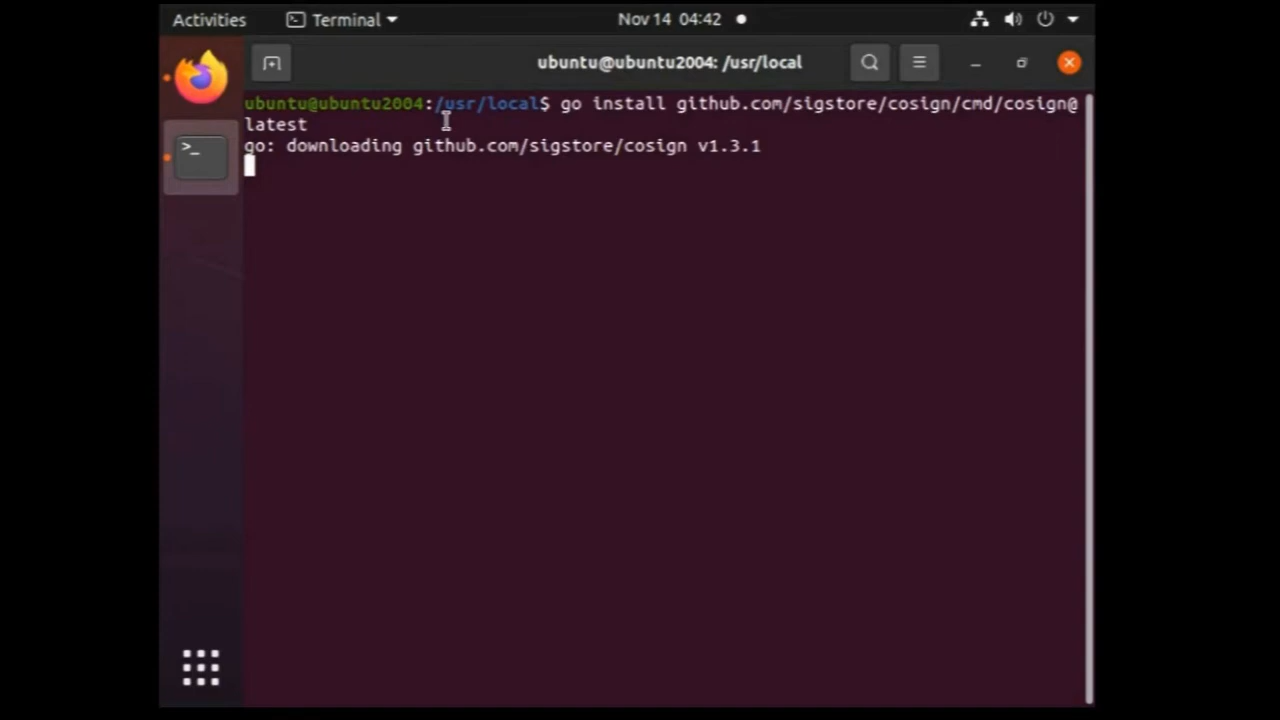 Activities Terminal Nov 14 04:42
ubuntu@ubuntu2004: /usr/local
ubuntu@ubuntu2004:/usr/local$ go install github.com/sigstore/cosign/cmd/cosign@
latest
go: downloading github.com/sigstore/cosign v1.3.1